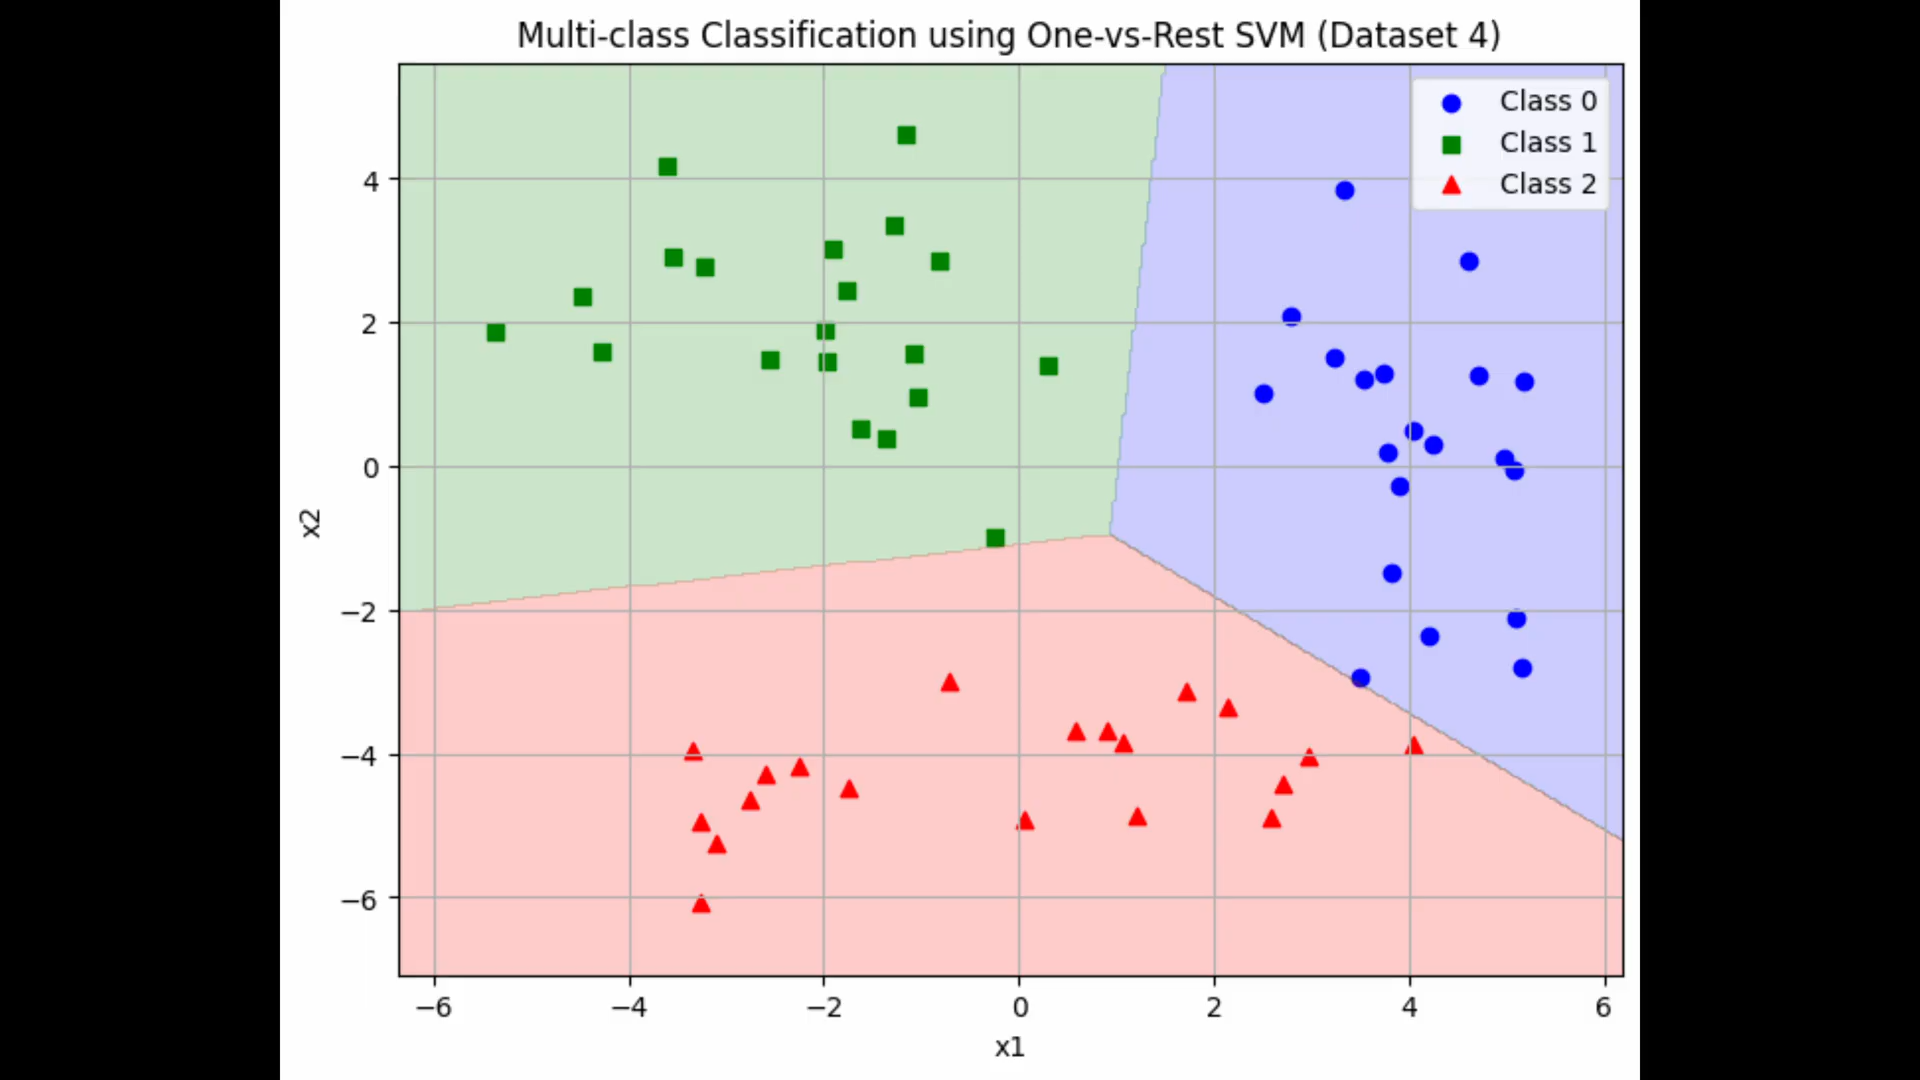 Multi-class Classification using One-vs-Rest SVM (Dataset 4)
Class 0
Class 1
Class 2
4
2
0
−2
−4
−6
x2
−6
−4
−2
0
2
4
6
x1